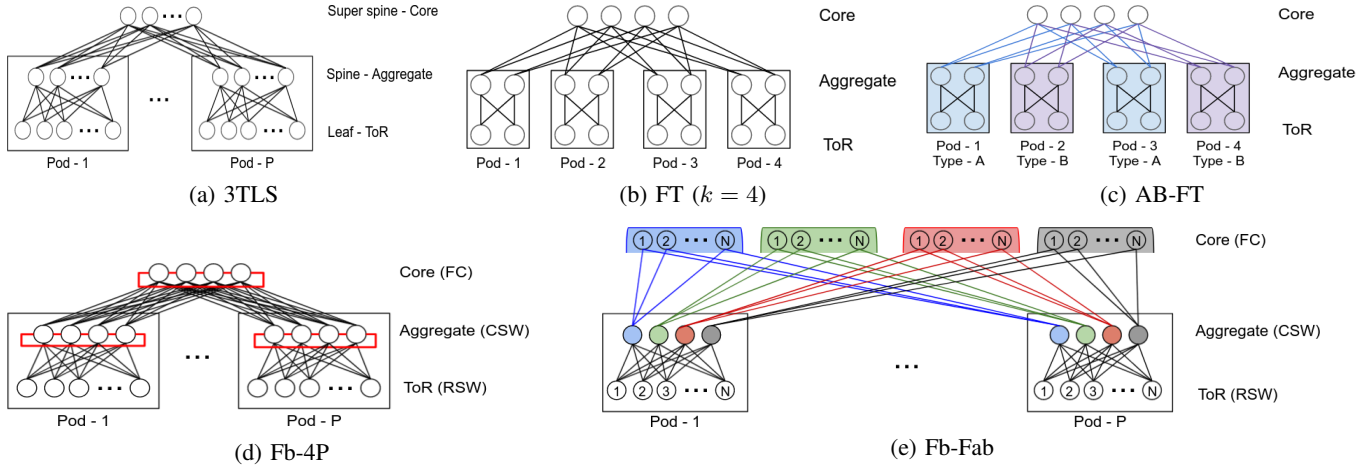 Super spine - Core
Spine - Aggregate
Leaf - ToR
Pod - 1
Pod - P
(a) 3TLS
Core
Aggregate
ToR
Pod - 1 Pod - 2 Pod - 3 Pod - 4
(b) FT (k = 4)
Core
Aggregate
ToR
Pod - 1 Pod - 2 Pod - 3 Pod - 4
Type - A Type - B Type - A Type - B
(c) AB-FT
Core (FC)
Aggregate (CSW)
ToR (RSW)
Pod - 1
Pod - P
(d) Fb-4P
1 2 N 1 2 N 1 2 N 1 2 N
Core (FC)
Aggregate (CSW)
1 2 3 N 1 2 3 N
ToR (RSW)
Pod - 1
Pod - P
(e) Fb-Fab